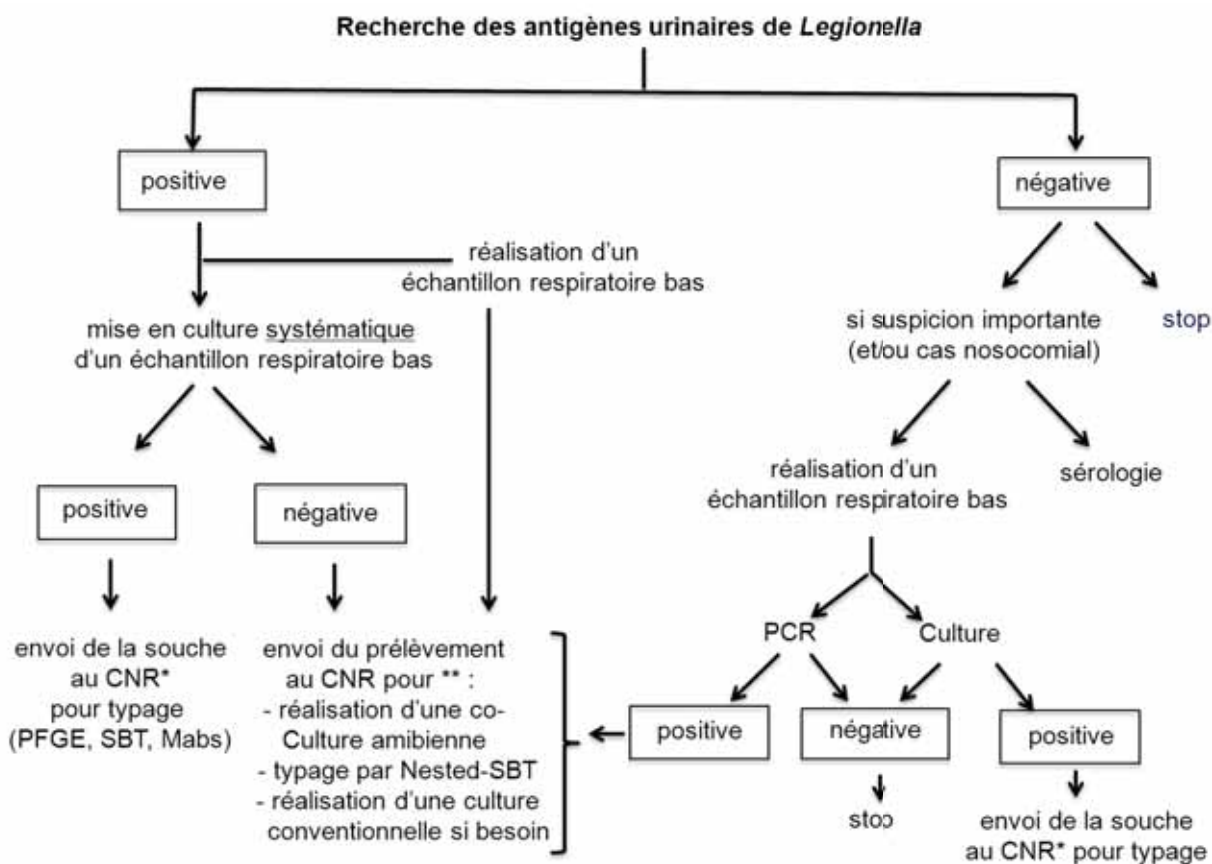 Recherche des antigènes urinaires de Legionella
positive
négative
réalisation d'un
échantillon respiratoire bas
mise en culture systématique
d'un échantillon respiratoire bas
si suspicion importante
(et/ou cas nosocomial)
stop
positive
négative
réalisation d'un
échantillon respiratoire bas
sérologie
envoi de la souche
au CNR*
pour typage
(PFGE, SBT, Mabs)
envoi du prélèvement
au CNR pour ** :
- réalisation d'une co-
Culture amibienne
- typage par Nested-SBT
- réalisation d'une culture
conventionnelle si besoin
PCR
Culture
positive
négative
positive
stop
envoi de la souche
au CNR* pour typage